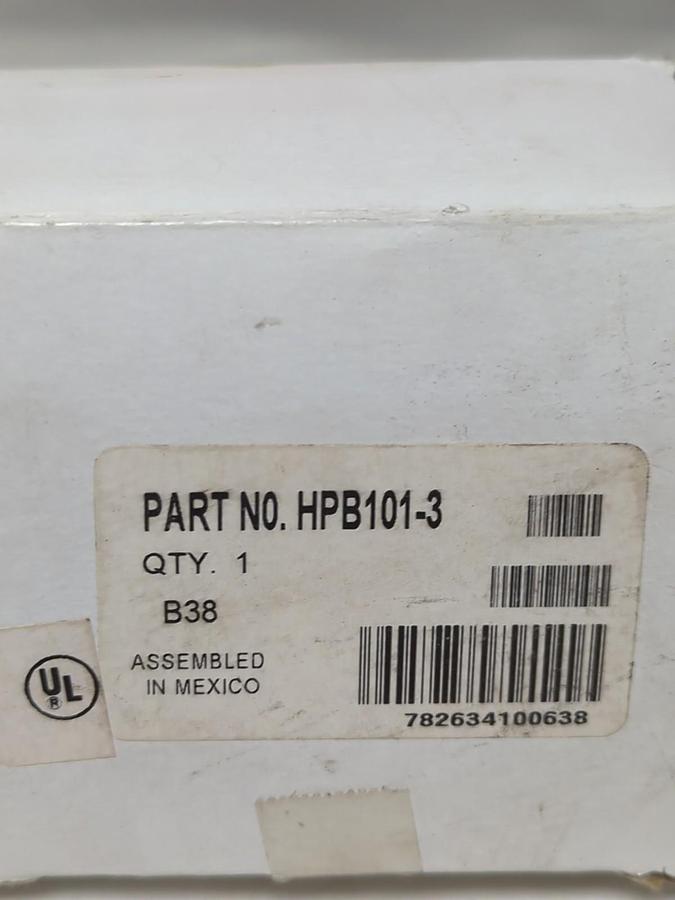 PART NO. HPB101-3
QTY. 1
B38
ASSEMBLED
IN MEXICO
782634100638
UL
®